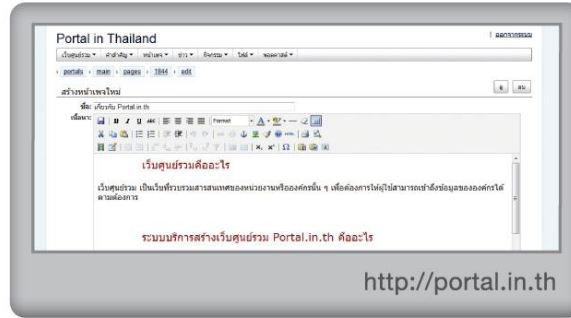 Portal in Thailand
| ออกจากระบบ
เว็บศูนย์รวม คำสำคัญ หน้าเพจ ข่าว กิจกรรม ไฟล์ พอดคาสต์
portals main pages 1844 edit
สร้างหน้าเพจใหม่
ดู ลบ
ชื่อ: เกี่ยวกับ Portal.in.th
เนื้อหา:
B I U ABC Format
เว็บศูนย์รวมคืออะไร
เว็บศูนย์รวม เป็นเว็บที่รวบรวมสารสนเทศของหน่วยงานหรือองค์กรนั้น ๆ เพื่อต้องการให้ผู้ใช้สามารถเข้าถึงข้อมูลขององค์กรได้
ตามต้องการ
ระบบบริการสร้างเว็บศูนย์รวม Portal.in.th คืออะไร
http://portal.in.th